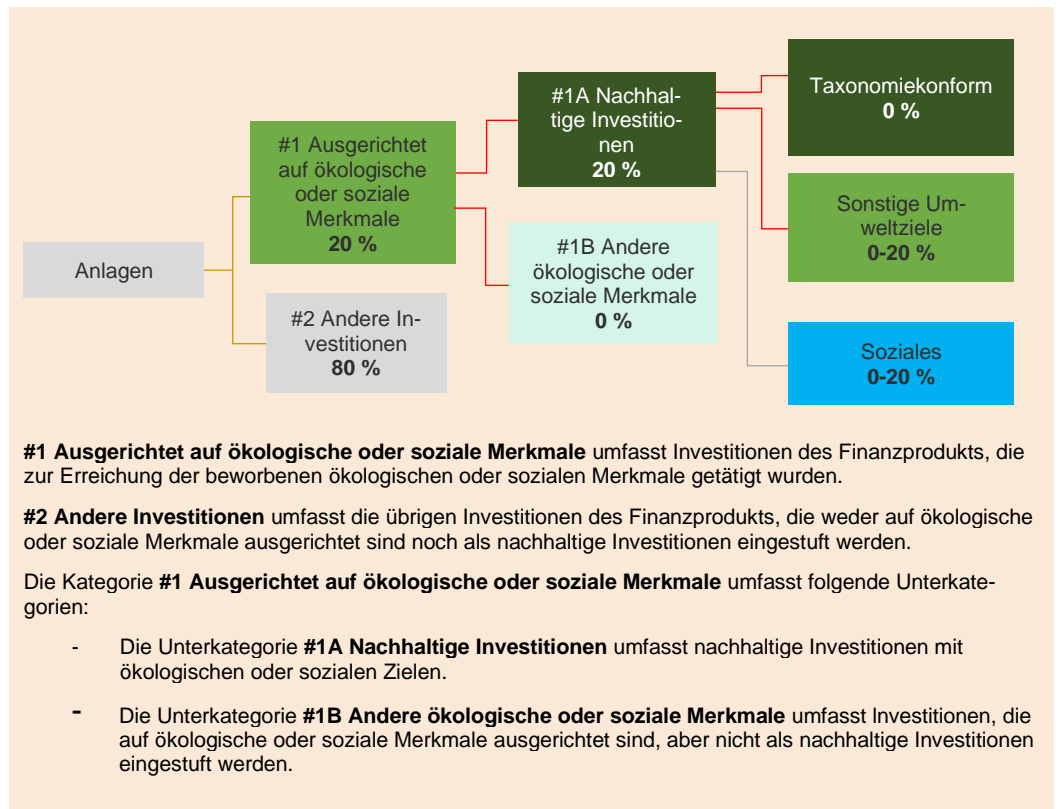 Anlagen
#1 Ausgerichtet
auf ökologische
oder soziale
Merkmale
20 %
#2 Andere In-
vestitionen
80 %
#1A Nachhal-
tige Investitio-
nen
20 %
#1B Andere
ökologische oder
soziale Merkmale
0 %
Taxonomiekonform
0 %
Sonstige Um-
weltziele
0-20 %
Soziales
0-20 %
#1 Ausgerichtet auf ökologische oder soziale Merkmale umfasst Investitionen des Finanzprodukts, die
zur Erreichung der beworbenen ökologischen oder sozialen Merkmale getätigt wurden.
#2 Andere Investitionen umfasst die übrigen Investitionen des Finanzprodukts, die weder auf ökologische
oder soziale Merkmale ausgerichtet sind noch als nachhaltige Investitionen eingestuft werden.
Die Kategorie #1 Ausgerichtet auf ökologische oder soziale Merkmale umfasst folgende Unterkate-
gorien:
- Die Unterkategorie #1A Nachhaltige Investitionen umfasst nachhaltige Investitionen mit
ökologischen oder sozialen Zielen.
- Die Unterkategorie #1B Andere ökologische oder soziale Merkmale umfasst Investitionen, die
auf ökologische oder soziale Merkmale ausgerichtet sind, aber nicht als nachhaltige Investitionen
eingestuft werden.